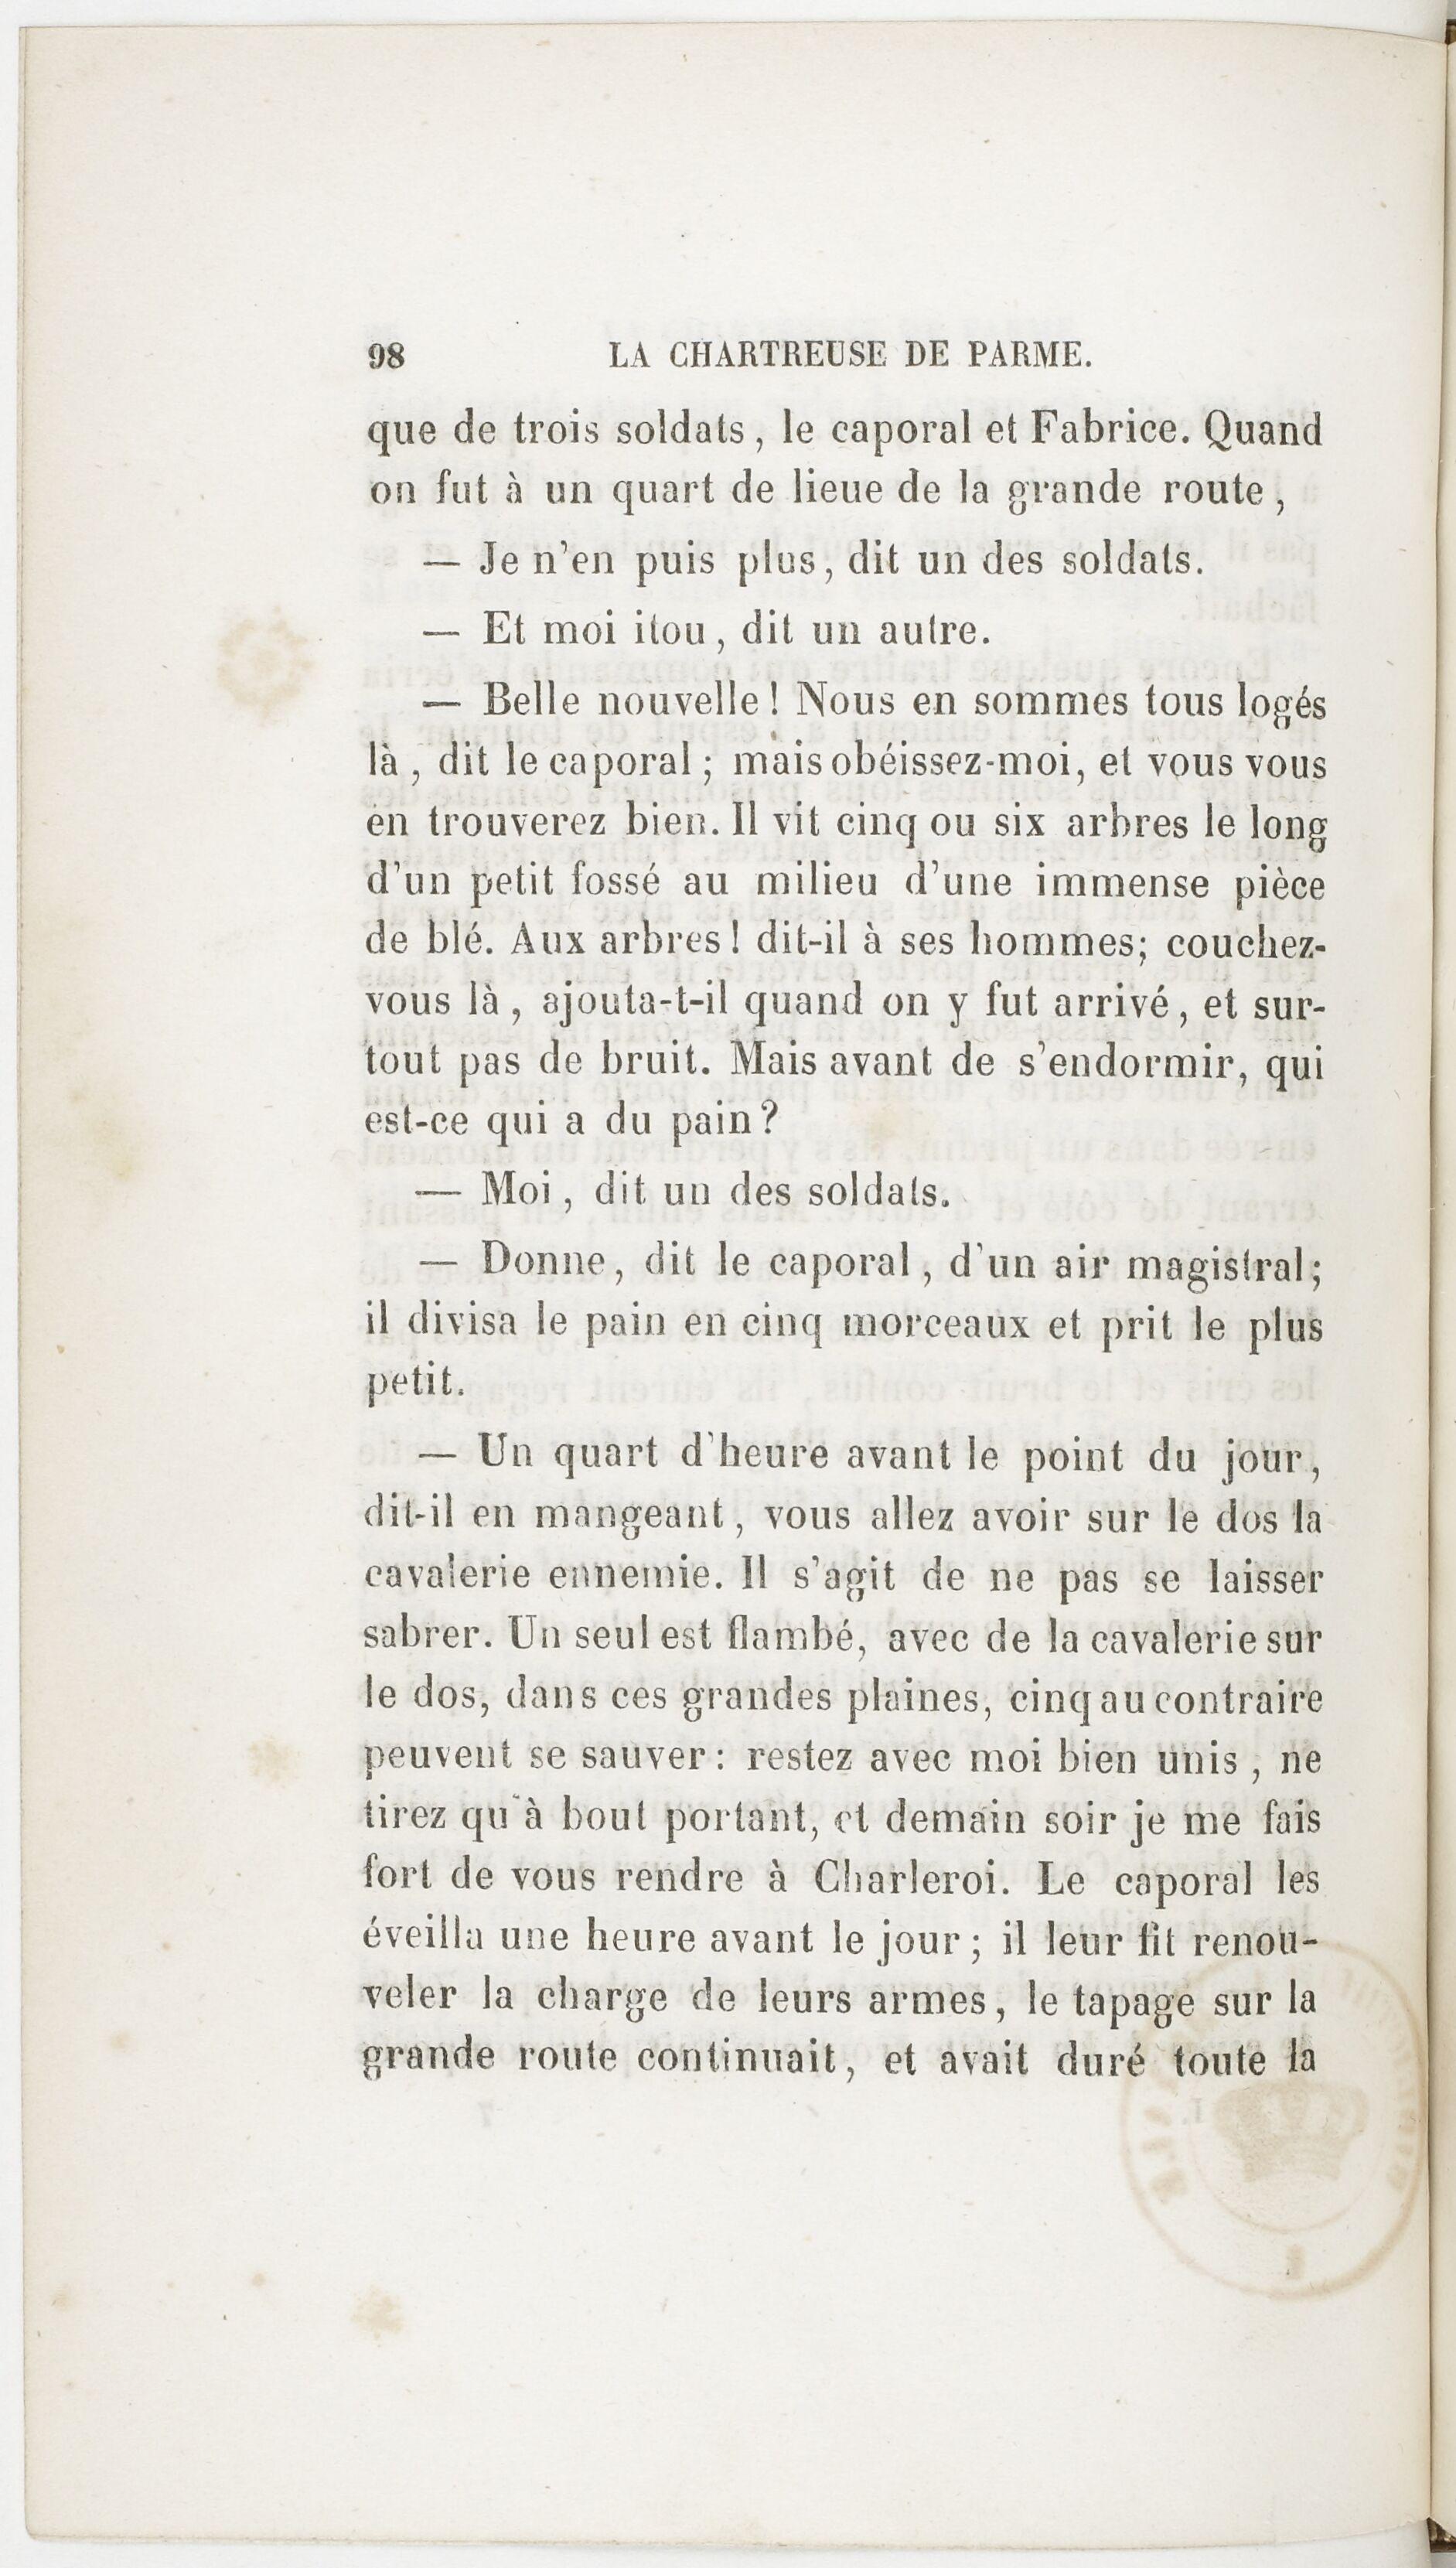 98 LA CHARTREUSE DE PARME.
que de trois soldats, le caporal et Fabrice. Quand
on fut à un quart de lieue de la grande route,
— Je n'en puis plus, dit un des soldats.
— Et moi itou, dit un autre.
— Belle nouvelle! Nous en sommes tous logés
là, dit le caporal; mais obéissez-moi, et vous vous
en trouverez bien. Il vit cinq ou six arbres le long
d'un petit fossé au milieu d'une immense pièce
de blé. Aux arbres! dit-il à ses hommes; couchez-
vous là, ajouta-t-il quand on y fut arrivé, et sur-
tout pas de bruit. Mais avant de s'endormir, qui
est-ce qui a du pain?
— Moi, dit un des soldats.
— Donne, dit le caporal, d'un air magistral;
il divisa le pain en cinq morceaux et prit le plus
petit.
— Un quart d'heure avant le point du jour,
dit-il en mangeant, vous allez avoir sur le dos la
cavalerie ennemie. Il s'agit de ne pas se laisser
sabrer. Un seul est flambé, avec de la cavalerie sur
le dos, dans ces grandes plaines, cinq au contraire
peuvent se sauver: restez avec moi bien unis, ne
tirez qu'à bout portant, et demain soir je me fais
fort de vous rendre à Charleroi. Le caporal les
éveilla une heure avant le jour; il leur fit renou-
veler la charge de leurs armes, le tapage sur la
grande route continuait, et avait duré toute la